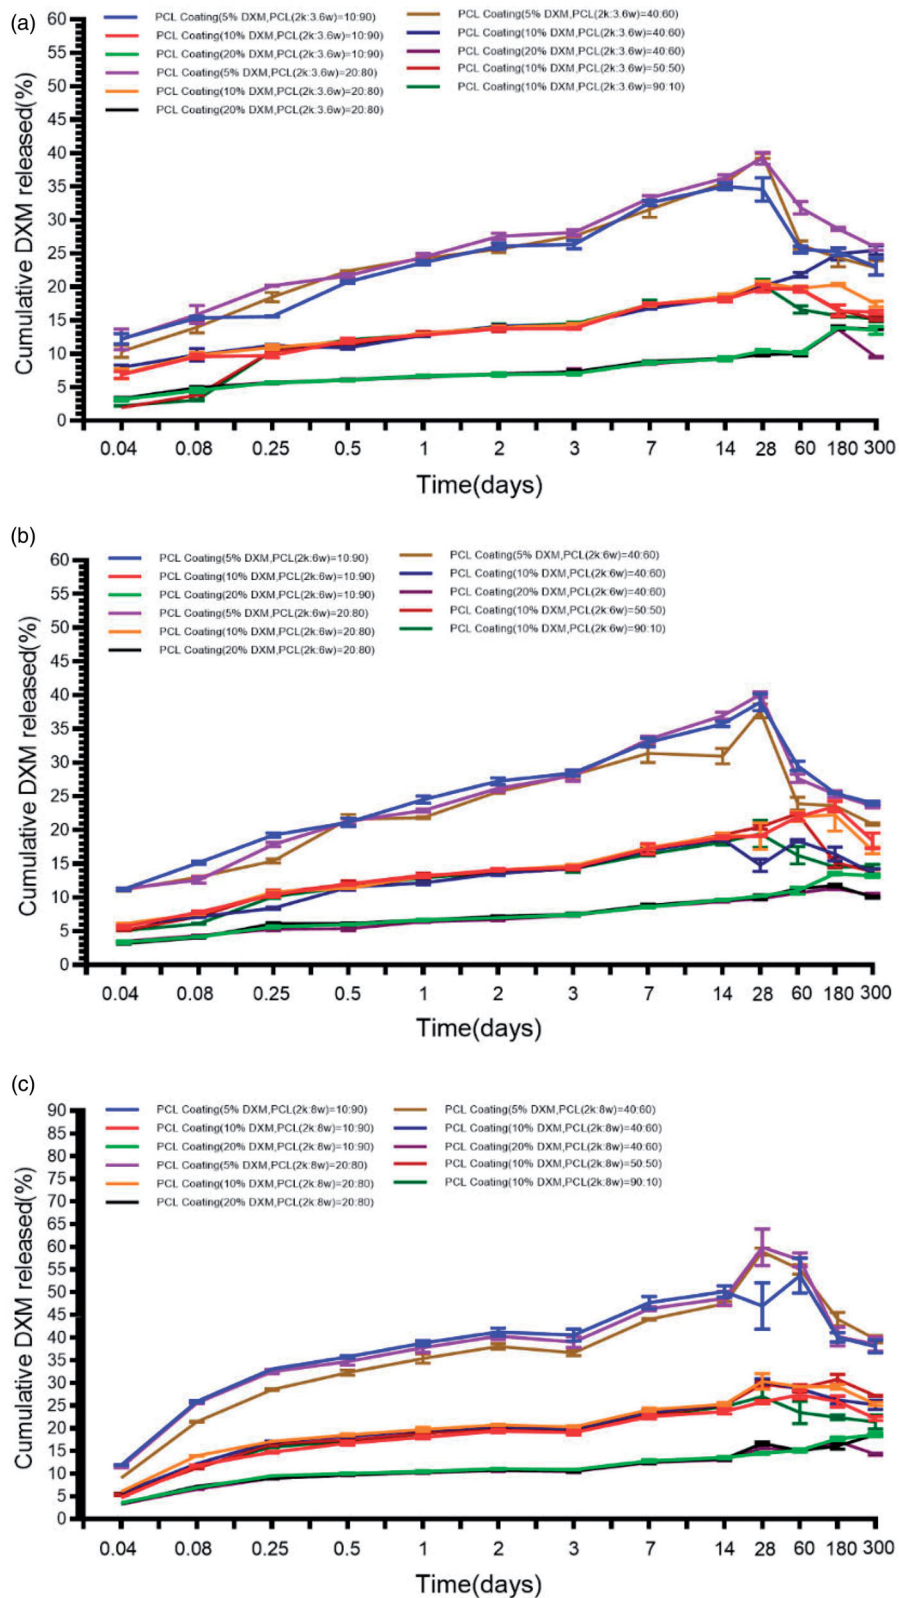 (a)
PCL Coating(5% DXM,PCL(2k:3.6w)=10:90)
PCL Coating(10% DXM,PCL(2k:3.6w)=10:90)
PCL Coating(20% DXM,PCL(2k:3.6w)=10:90)
PCL Coating(5% DXM,PCL(2k:3.6w)=20:80)
PCL Coating(10% DXM,PCL(2k:3.6w)=20:80)
PCL Coating(20% DXM,PCL(2k:3.6w)=20:80)
PCL Coating(5% DXM,PCL(2k:3.6w)=40:60)
PCL Coating(10% DXM,PCL(2k:3.6w)=40:60)
PCL Coating(20% DXM,PCL(2k:3.6w)=40:60)
PCL Coating(10% DXM,PCL(2k:3.6w)=50:50)
PCL Coating(10% DXM,PCL(2k:3.6w)=90:10)
Cumulative DXM released(%)
60
55
50
45
40
35
30
25
20
15
10
5
0
0.04 0.08 0.25 0.5 1 2 3 7 14 28 60 180 300
Time(days)
(b)
PCL Coating(5% DXM,PCL(2k:6w)=10:90)
PCL Coating(10% DXM,PCL(2k:6w)=10:90)
PCL Coating(20% DXM,PCL(2k:6w)=10:90)
PCL Coating(5% DXM,PCL(2k:6w)=20:80)
PCL Coating(10% DXM,PCL(2k:6w)=20:80)
PCL Coating(20% DXM,PCL(2k:6w)=20:80)
PCL Coating(5% DXM,PCL(2k:6w)=40:60)
PCL Coating(10% DXM,PCL(2k:6w)=40:60)
PCL Coating(20% DXM,PCL(2k:6w)=40:60)
PCL Coating(10% DXM,PCL(2k:6w)=50:50)
PCL Coating(10% DXM,PCL(2k:6w)=90:10)
Cumulative DXM released(%)
60
55
50
45
40
35
30
25
20
15
10
5
0
0.04 0.08 0.25 0.5 1 2 3 7 14 28 60 180 300
Time(days)
(c)
PCL Coating(5% DXM,PCL(2k:8w)=10:90)
PCL Coating(10% DXM,PCL(2k:8w)=10:90)
PCL Coating(20% DXM,PCL(2k:8w)=10:90)
PCL Coating(5% DXM,PCL(2k:8w)=20:80)
PCL Coating(10% DXM,PCL(2k:8w)=20:80)
PCL Coating(20% DXM,PCL(2k:8w)=20:80)
PCL Coating(5% DXM,PCL(2k:8w)=40:60)
PCL Coating(10% DXM,PCL(2k:8w)=40:60)
PCL Coating(20% DXM,PCL(2k:8w)=40:60)
PCL Coating(10% DXM,PCL(2k:8w)=50:50)
PCL Coating(10% DXM,PCL(2k:8w)=90:10)
Cumulative DXM released(%)
90
85
80
75
70
65
60
55
50
45
40
35
30
25
20
15
10
5
0
0.04 0.08 0.25 0.5 1 2 3 7 14 28 60 180 300
Time(days)